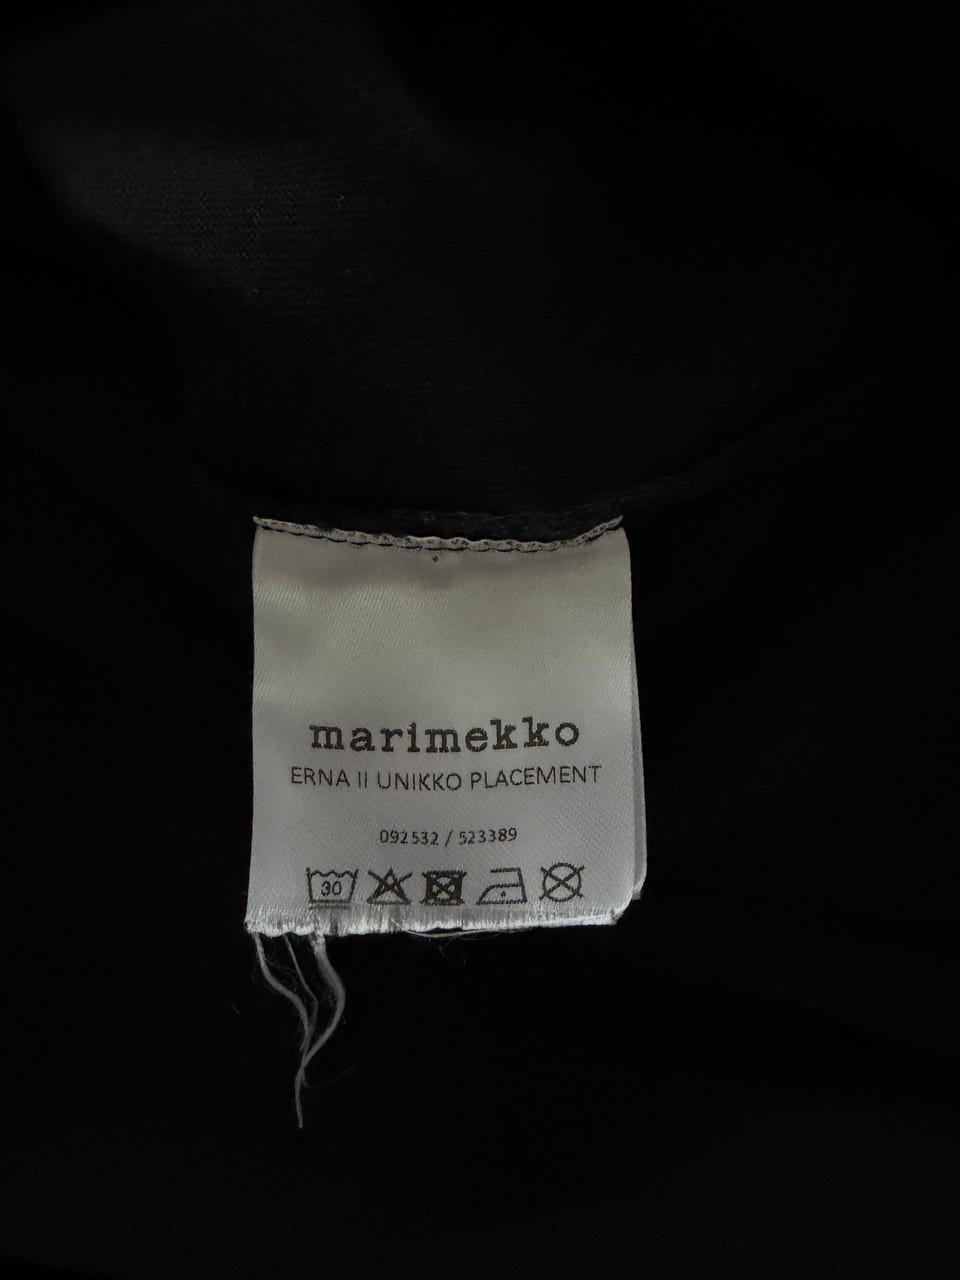 marimekko
ERNA II UNIKKO PLACEMENT
092532 / 523389
30